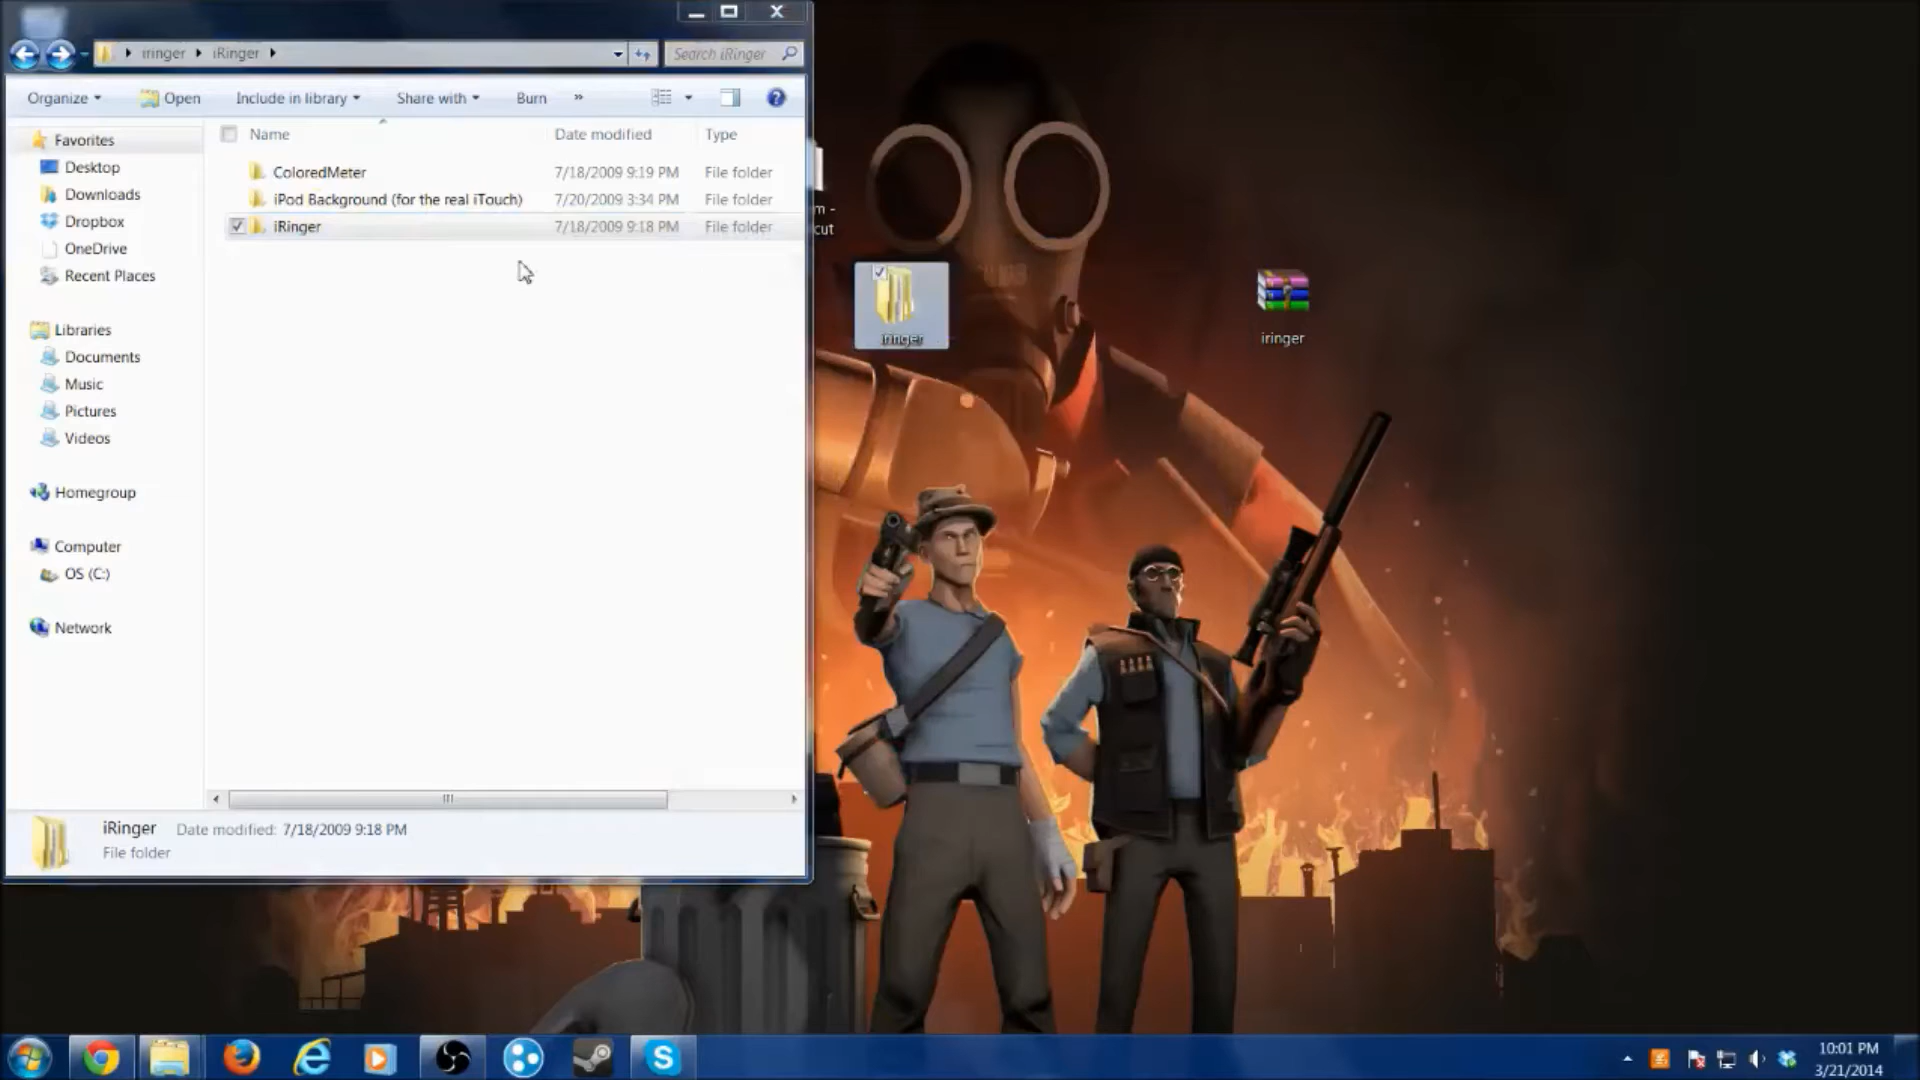 iringer iRinger
Search iRinger
Organize Open Include in library Share with Burn »
Name Date modified Type
Favorites
Desktop
Downloads
Dropbox
OneDrive
Recent Places
Libraries
Documents
Music
Pictures
Videos
Homegroup
Computer
OS (C:)
Network
ColoredMeter 7/18/2009 9:19 PM File folder
iPod Background (for the real iTouch) 7/20/2009 3:34 PM File folder
iRinger 7/18/2009 9:18 PM File folder
iRinger Date modified: 7/18/2009 9:18 PM
File folder
m -
cut
iringer
iringer
10:01 PM
3/21/2014